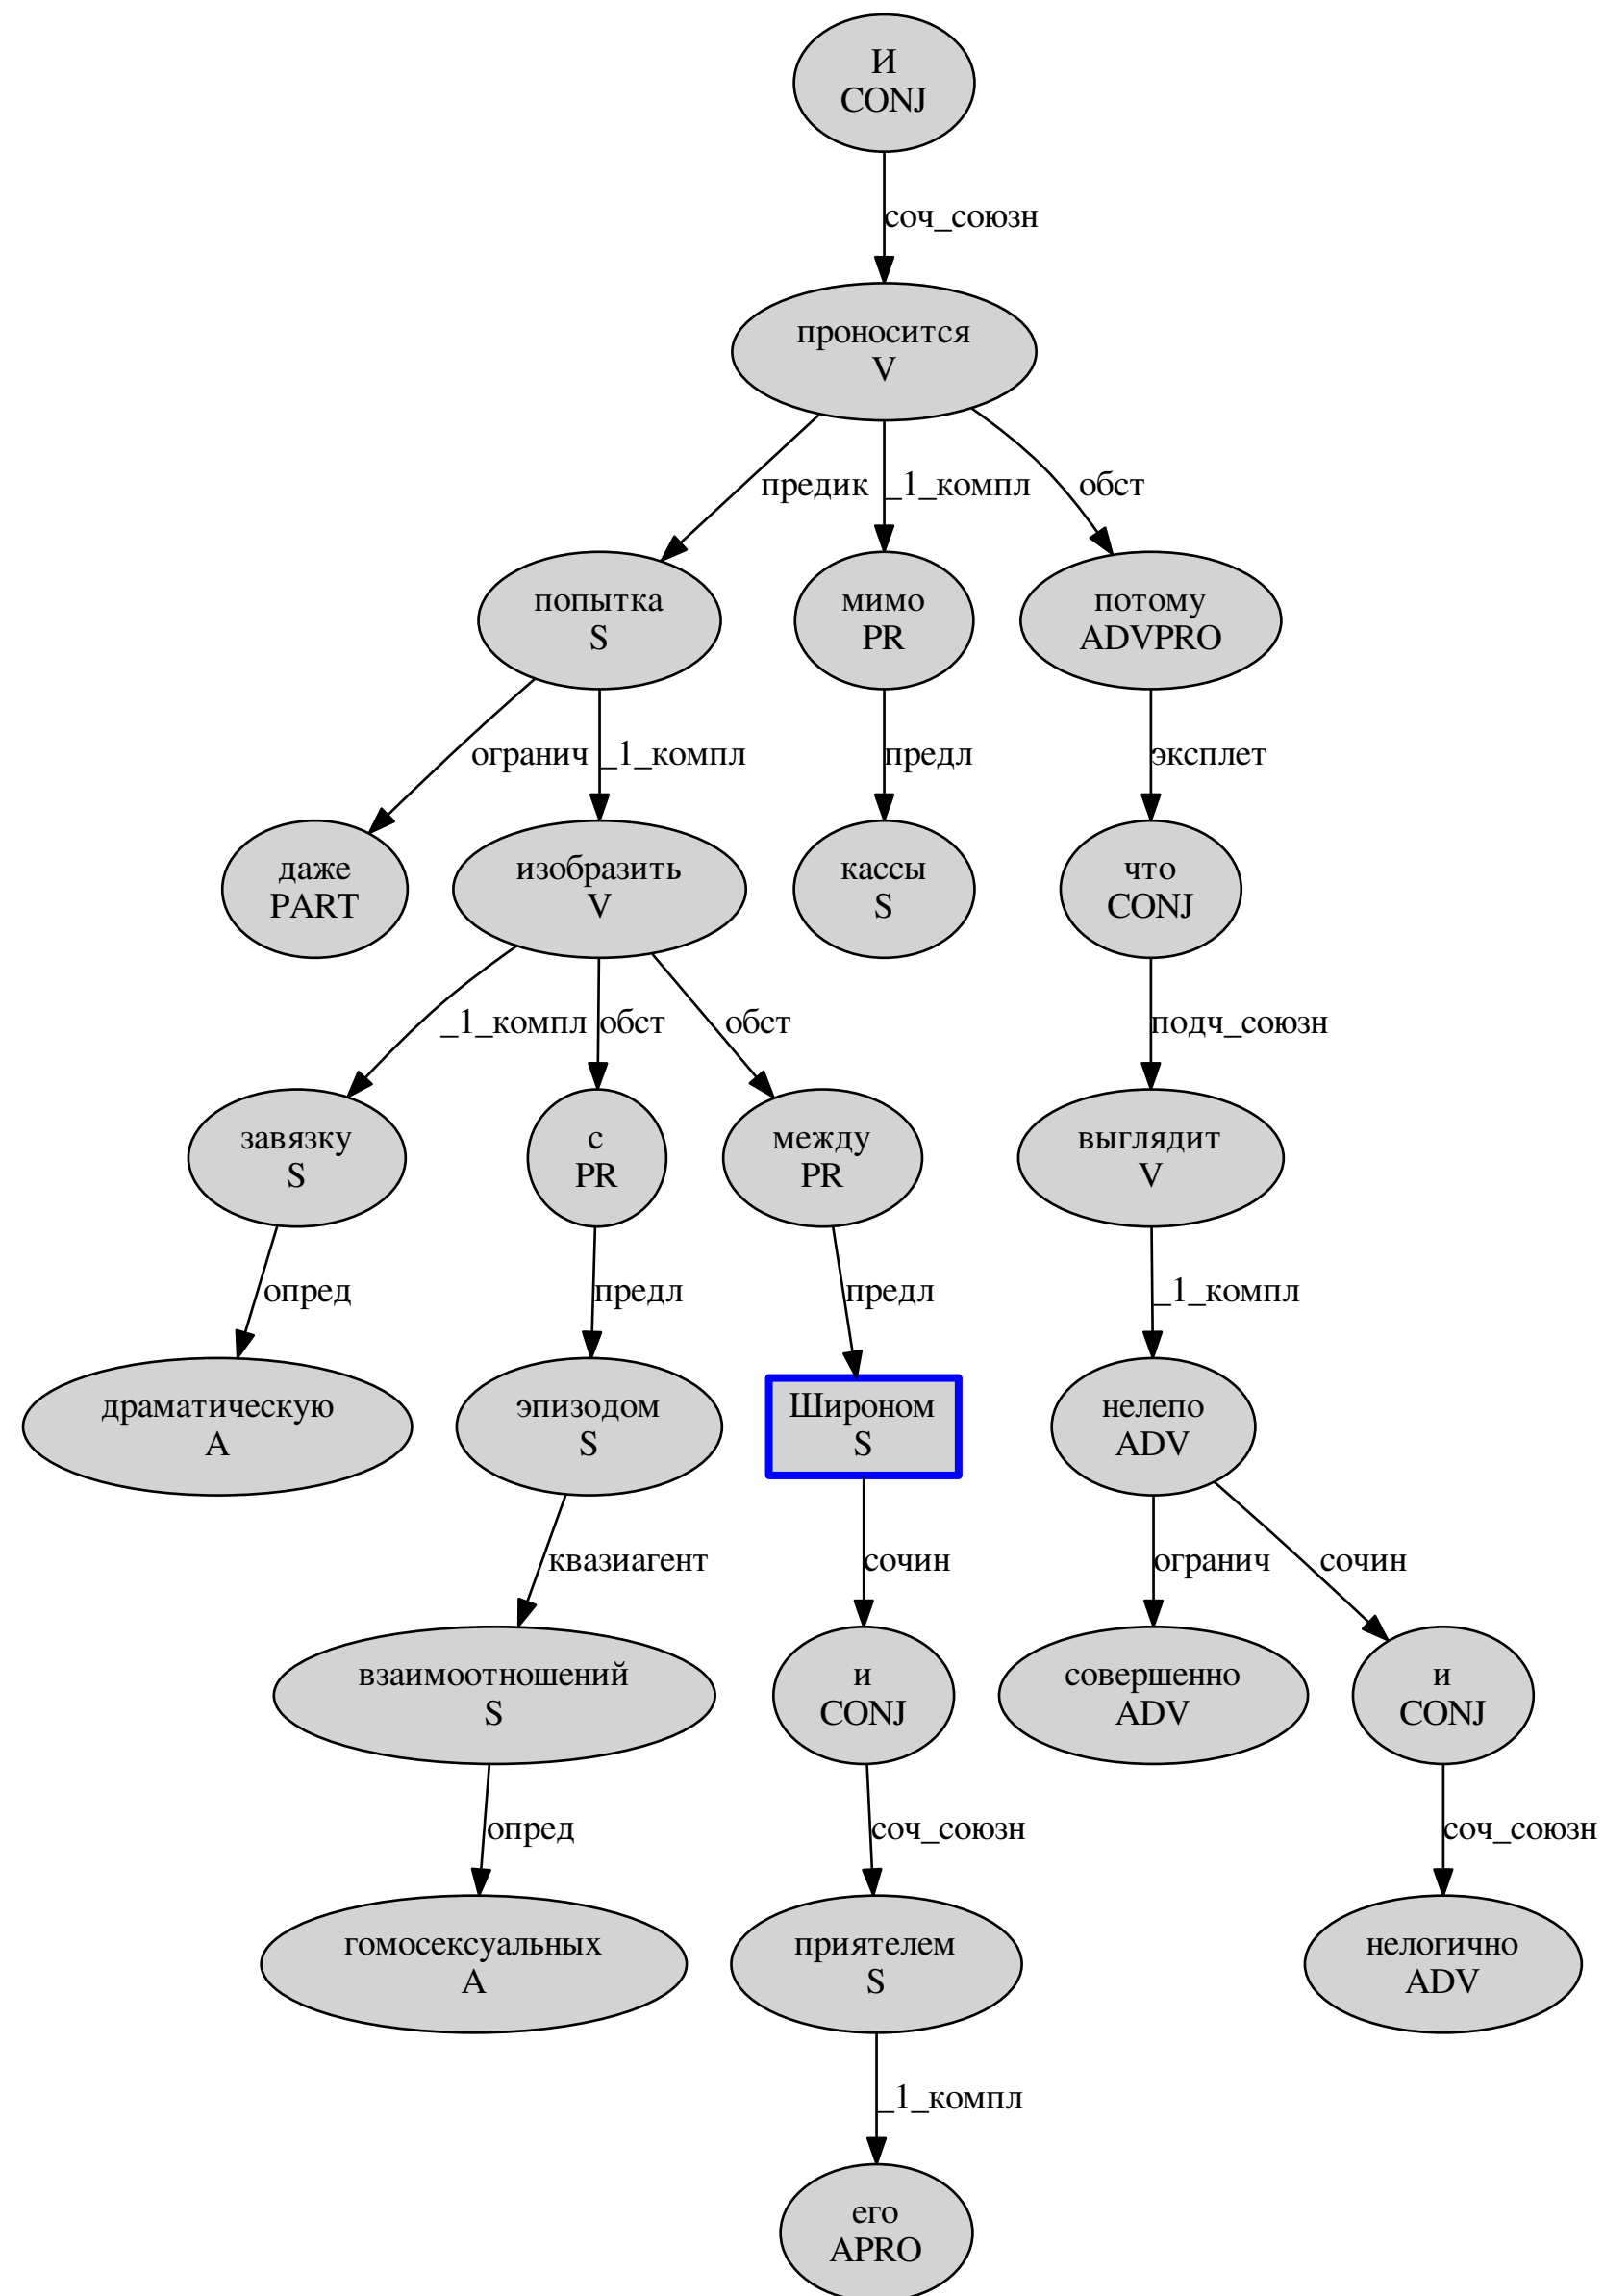 И
CONJ
соч_союзн
проносится
V
предик
_1_компл
обст
попытка
S
мимо
PR
потому
ADVPRO
огранич
_1_компл
предл
эксплет
даже
PART
изобразить
V
кассы
S
что
CONJ
_1_компл
обст
обст
подч_союзн
завязку
S
с
PR
между
PR
выглядит
V
опред
предл
предл
_1_компл
драматическую
A
эпизодом
S
Широном
S
нелепо
ADV
квазиагент
сочин
огранич
сочин
взаимоотношений
S
и
CONJ
совершенно
ADV
и
CONJ
опред
соч_союзн
соч_союзн
гомосексуальных
A
приятелем
S
нелогично
ADV
_1_компл
его
APRO